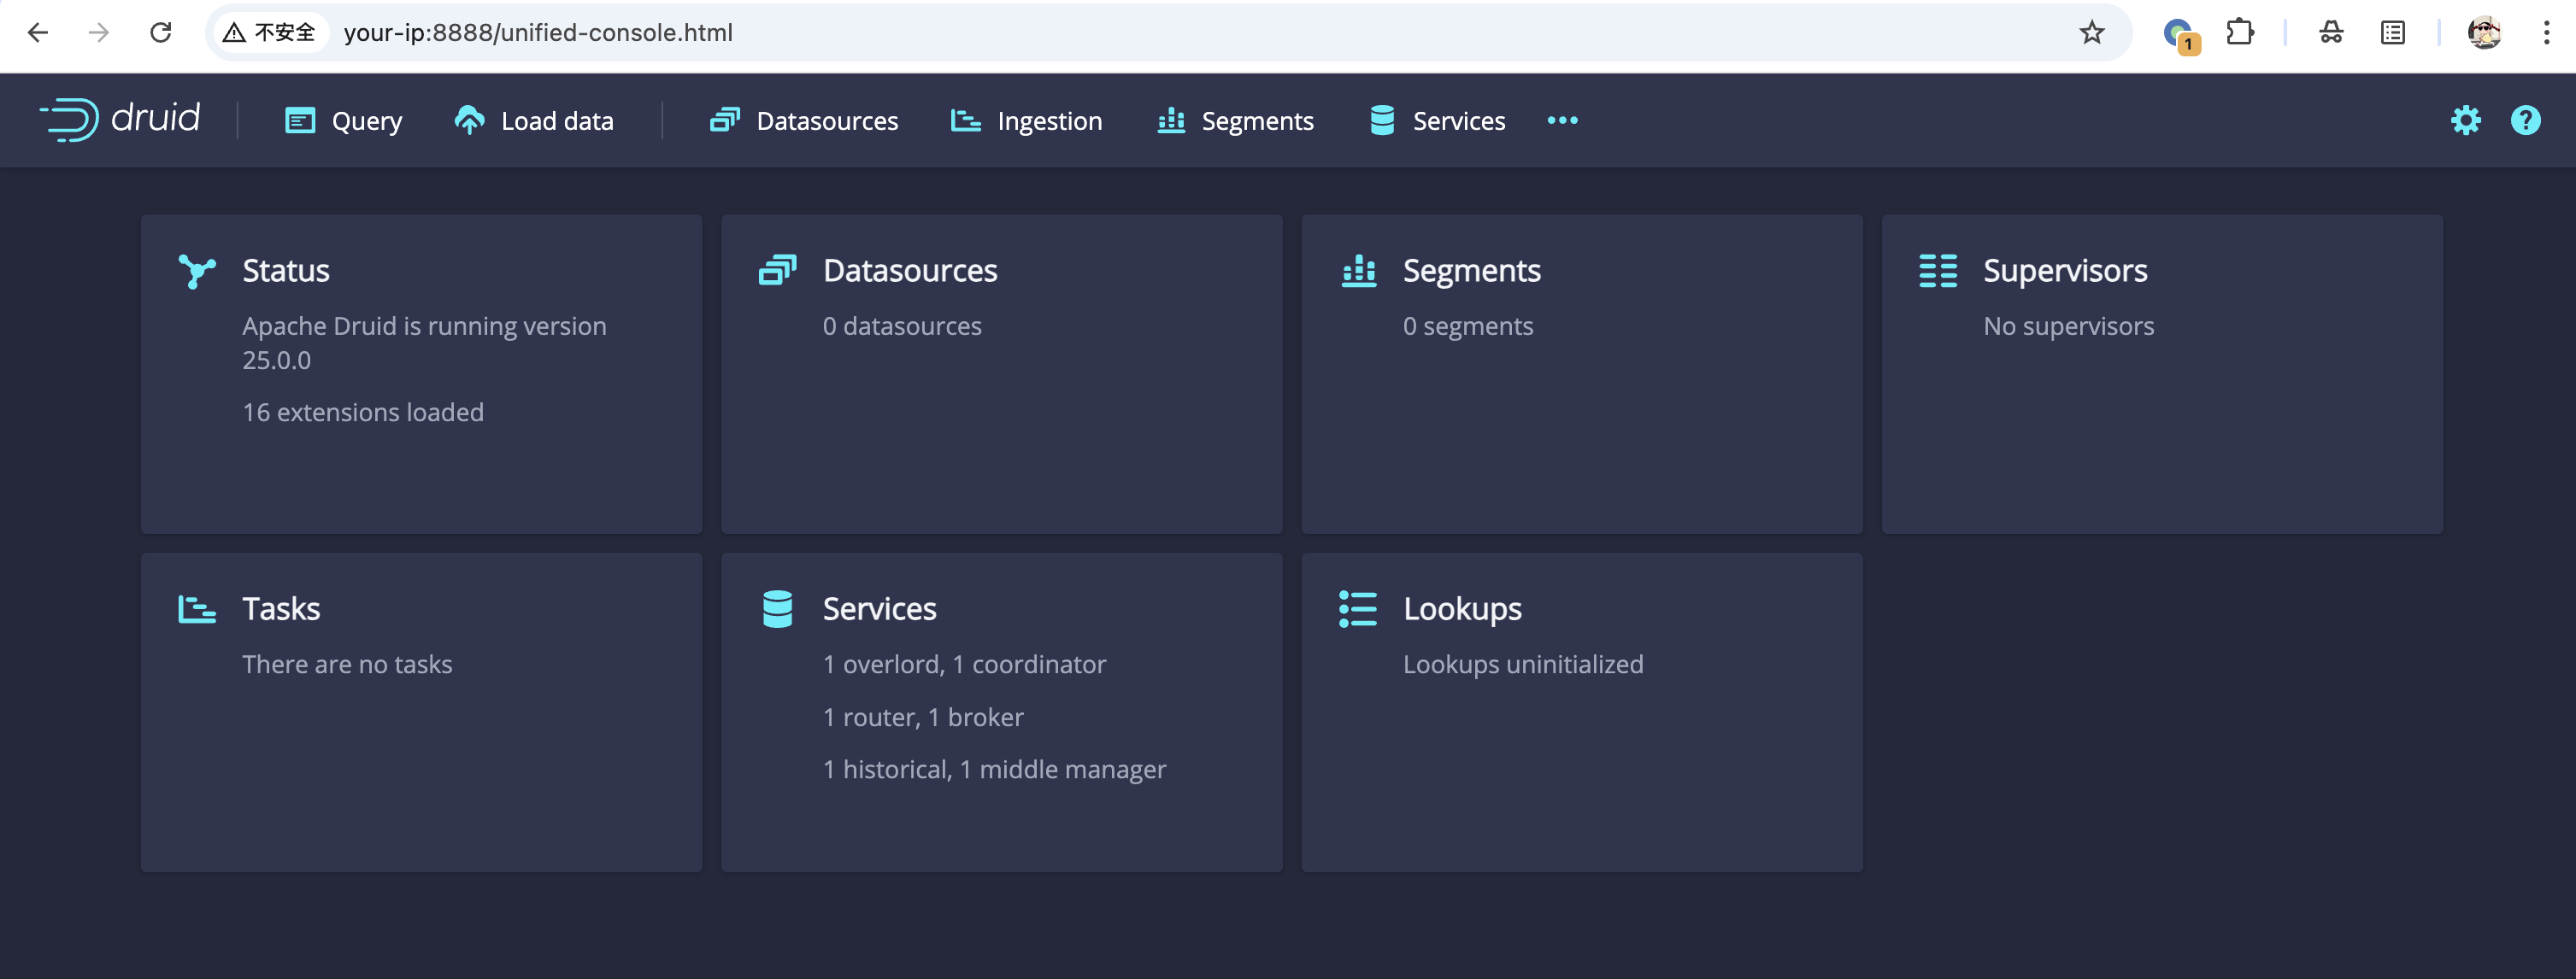 不安全 your-ip:8888/unified-console.html
1
druid Query Load data Datasources Ingestion Segments Services
Status
Apache Druid is running version
25.0.0
16 extensions loaded
Datasources
0 datasources
Segments
0 segments
Supervisors
No supervisors
Tasks
There are no tasks
Services
1 overlord, 1 coordinator
1 router, 1 broker
1 historical, 1 middle manager
Lookups
Lookups uninitialized